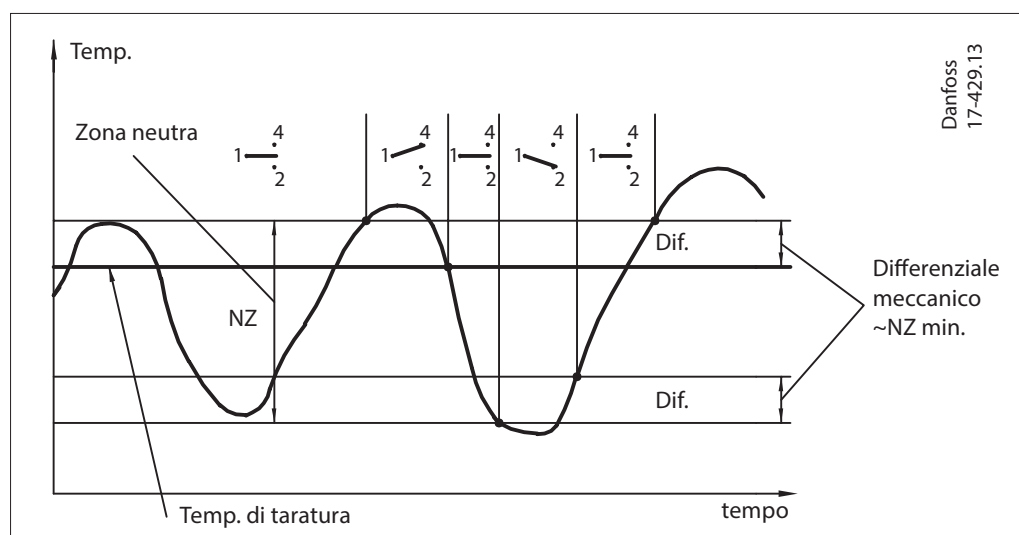 Temp.
Danfoss
17-429.13
Zona neutra
4
1
2
4
1
2
4
1
2
4
1
2
4
1
2
Dif.
Differenziale
meccanico
~NZ min.
NZ
Dif.
Temp. di taratura
tempo